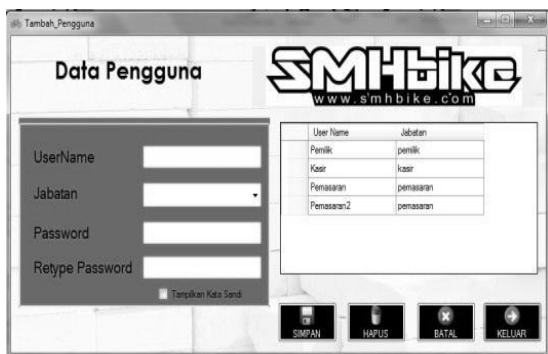 Tambah_Pengguna
Data Pengguna
SMHbike
www.smhbike.com
UserName
Jabatan
Password
Retype Password
Tampilkan Kata Sandi
User Name Jabatan
Pemilik pemilik
Kasir kasir
Pemasaran pemasaran
Pemasaran2 pemasaran
SIMPAN HAPUS BATAL KELUAR